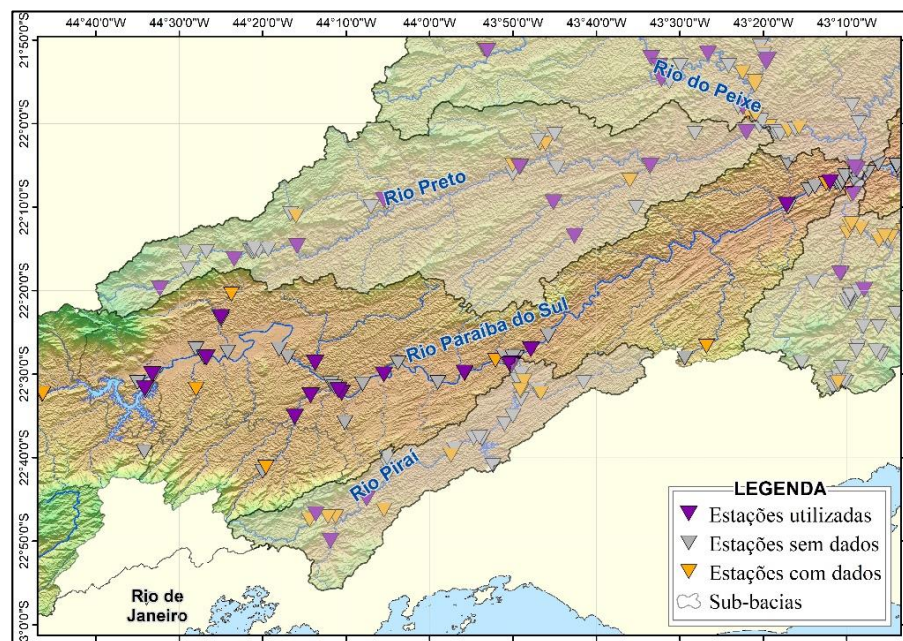 44°40'0"W 44°30'0"W 44°20'0"W 44°10'0"W 44°0'0"W 43°50'0"W 43°40'0"W 43°30'0"W 43°20'0"W 43°10'0"W
21°50'0"S
Rio do Peixe
22°0'0"S
Rio Preto
22°10'0"S
22°20'0"S
Rio Paraíba do Sul
22°30'0"S
22°40'0"S
Rio Piraí
LEGENDA
Estações utilizadas
22°50'0"S
Estações sem dados
Estações com dados
Rio de
Janeiro
Sub-bacias
3°0'0"S